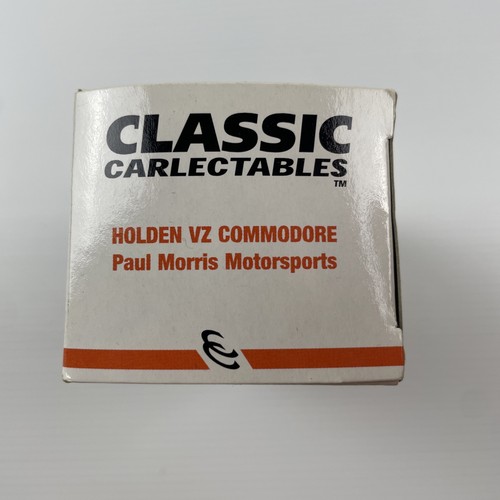 CLASSIC
CARLECTABLES
TM
HOLDEN VZ COMMODORE
Paul Morris Motorsports